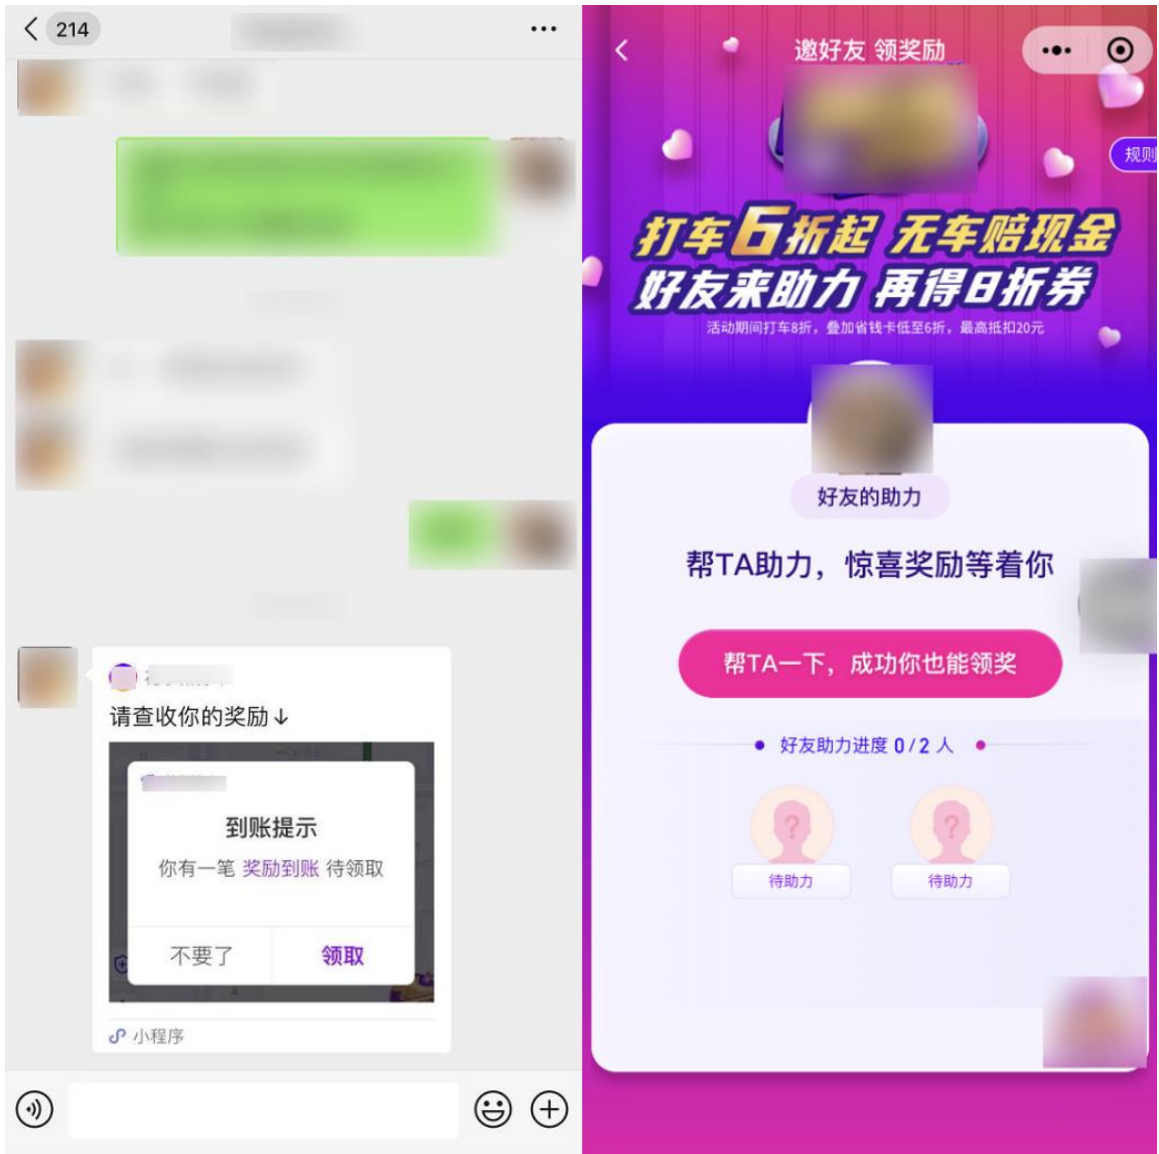 214
请查收你的奖励↓
到账提示
你有一笔 奖励到账 待领取
不要了
领取
小程序
邀好友 领奖励
规则
打车6折起 无车赔现金
好友来助力 再得8折券
活动期间打车8折，叠加省钱卡低至6折，最高抵扣20元
好友的助力
帮TA助力，惊喜奖励等着你
帮TA一下，成功你也能领奖
好友助力进度 0/2 人
待助力
待助力